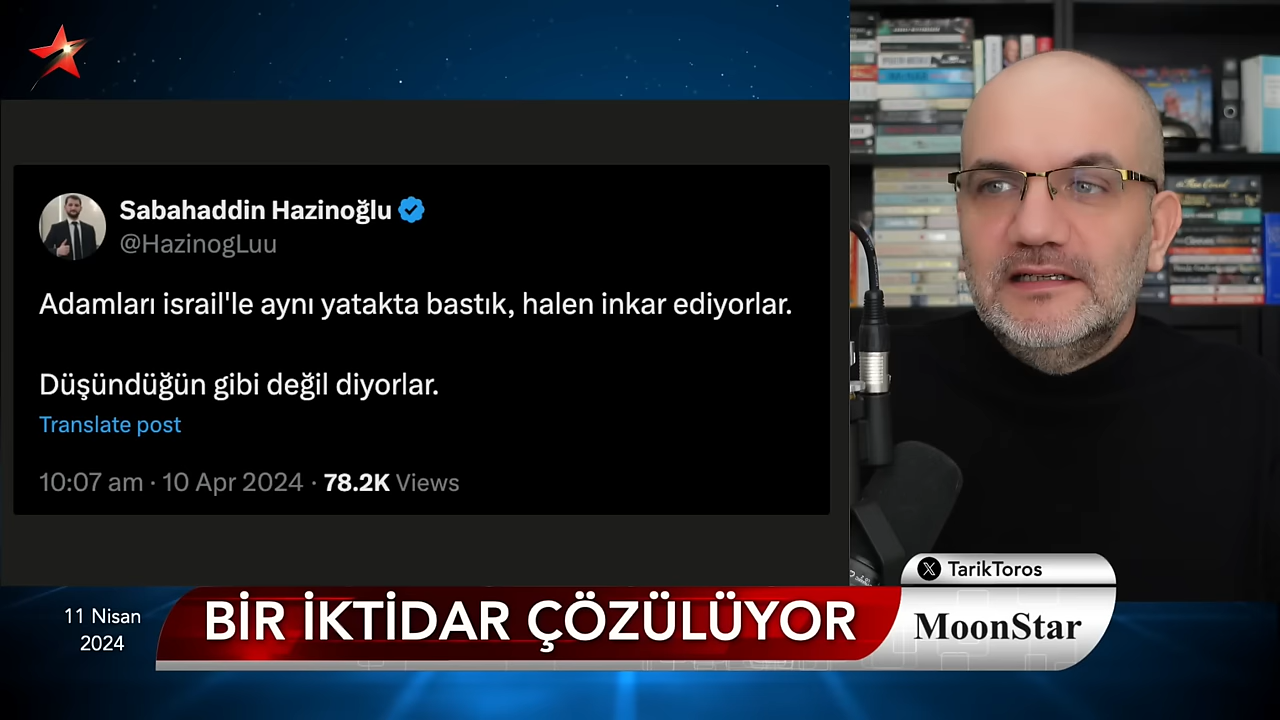 Sabahaddin Hazinoğlu
@HazinogLuu
Adamları israil'le aynı yatakta bastık, halen inkar ediyorlar.
Düşündüğün gibi değil diyorlar.
Translate post
10:07 am · 10 Apr 2024 · 78.2K Views
TarikToros
11 Nisan
2024
BİR İKTİDAR ÇÖZÜLÜYOR
MoonStar